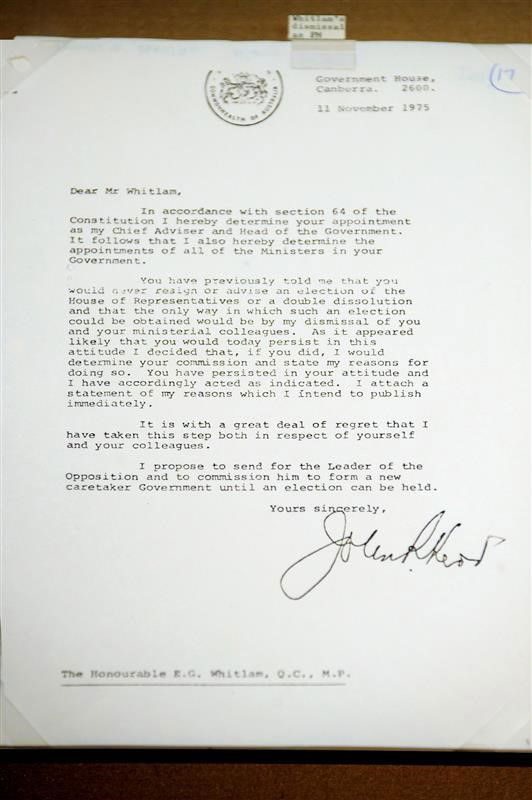 Whitlam's
dismissal
as PM
17
Government House,
Canberra. 2600.
COMMONWEALTH OF AUSTRALIA
11 November 1975
Dear Mr Whitlam,
In accordance with section 64 of the
Constitution I hereby determine your appointment
as my Chief Adviser and Head of the Government.
It follows that I also hereby determine the
appointments of all of the Ministers in your
Government.
You have previously told me that you
would never resign or advise an election of the
House of Representatives or a double dissolution
and that the only way in which such an election
could be obtained would be by my dismissal of you
and your ministerial colleagues. As it appeared
likely that you would today persist in this
attitude I decided that, if you did, I would
determine your commission and state my reasons for
doing so. You have persisted in your attitude and
I have accordingly acted as indicated. I attach a
statement of my reasons which I intend to publish
immediately.
It is with a great deal of regret that I
have taken this step both in respect of yourself
and your colleagues.
I propose to send for the Leader of the
Opposition and to commission him to form a new
caretaker Government until an election can be held.
Yours sincerely,
John R Kerr
The Honourable E.G. Whitlam, Q.C., M.P.